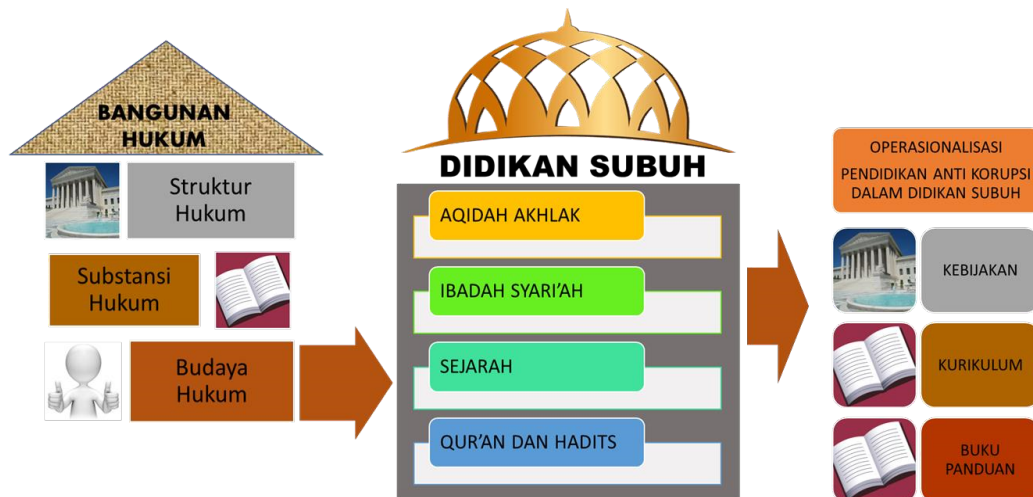 BANGUNAN
HUKUM
Struktur
Hukum
Substansi
Hukum
Budaya
Hukum
DIDIKAN SUBUH
AQIDAH AKHLAK
IBADAH SYARI'AH
SEJARAH
QUR'AN DAN HADITS
OPERASIONALISASI
PENDIDIKAN ANTI KORUPSI
DALAM DIDIKAN SUBUH
KEBIJAKAN
KURIKULUM
BUKU
PANDUAN